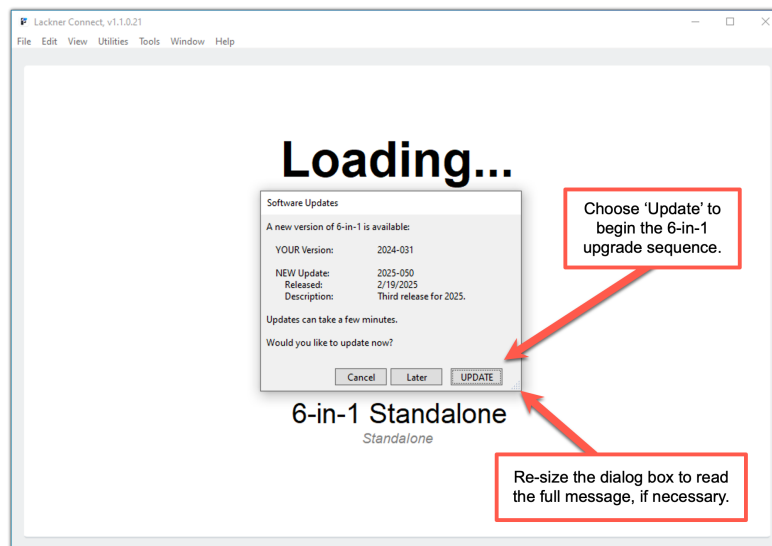 Lackner Connect, v1.1.0.21
File Edit View Utilities Tools Window Help
Loading...
Software Updates
A new version of 6-in-1 is available:
YOUR Version: 2024-031
NEW Update: 2025-050
Released: 2/19/2025
Description: Third release for 2025.
Updates can take a few minutes.
Would you like to update now?
Cancel Later UPDATE
Choose ‘Update’ to
begin the 6-in-1
upgrade sequence.
6-in-1 Standalone
Standalone
Re-size the dialog box to read
the full message, if necessary.